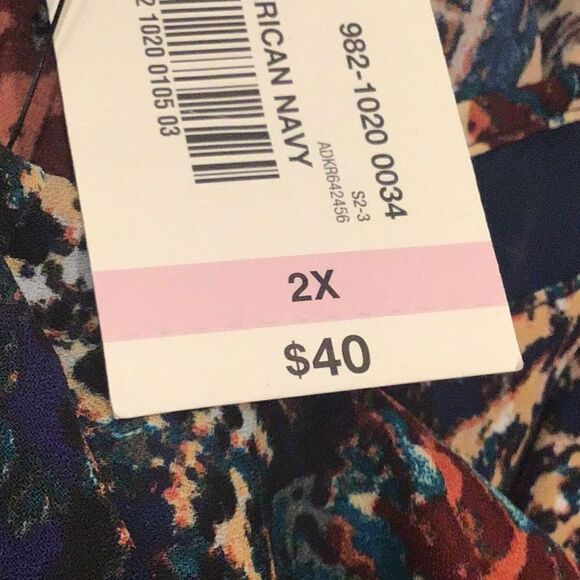 982-1020 0034
S2-3
ADKR642456
RICAN NAVY
2 1020 0105 03
2X
$40